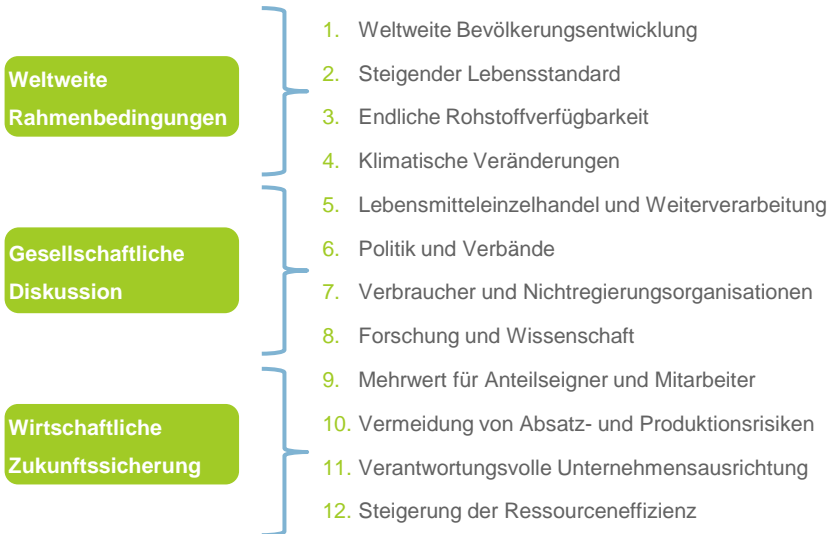 Weltweite
Rahmenbedingungen
1. Weltweite Bevölkerungsentwicklung
2. Steigender Lebensstandard
3. Endliche Rohstoffverfügbarkeit
4. Klimatische Veränderungen
Gesellschaftliche
Diskussion
5. Lebensmitteleinzelhandel und Weiterverarbeitung
6. Politik und Verbände
7. Verbraucher und Nichtregierungsorganisationen
8. Forschung und Wissenschaft
Wirtschaftliche
Zukunftssicherung
9. Mehrwert für Anteilseigner und Mitarbeiter
10. Vermeidung von Absatz- und Produktionsrisiken
11. Verantwortungsvolle Unternehmensausrichtung
12. Steigerung der Ressourceneffizienz